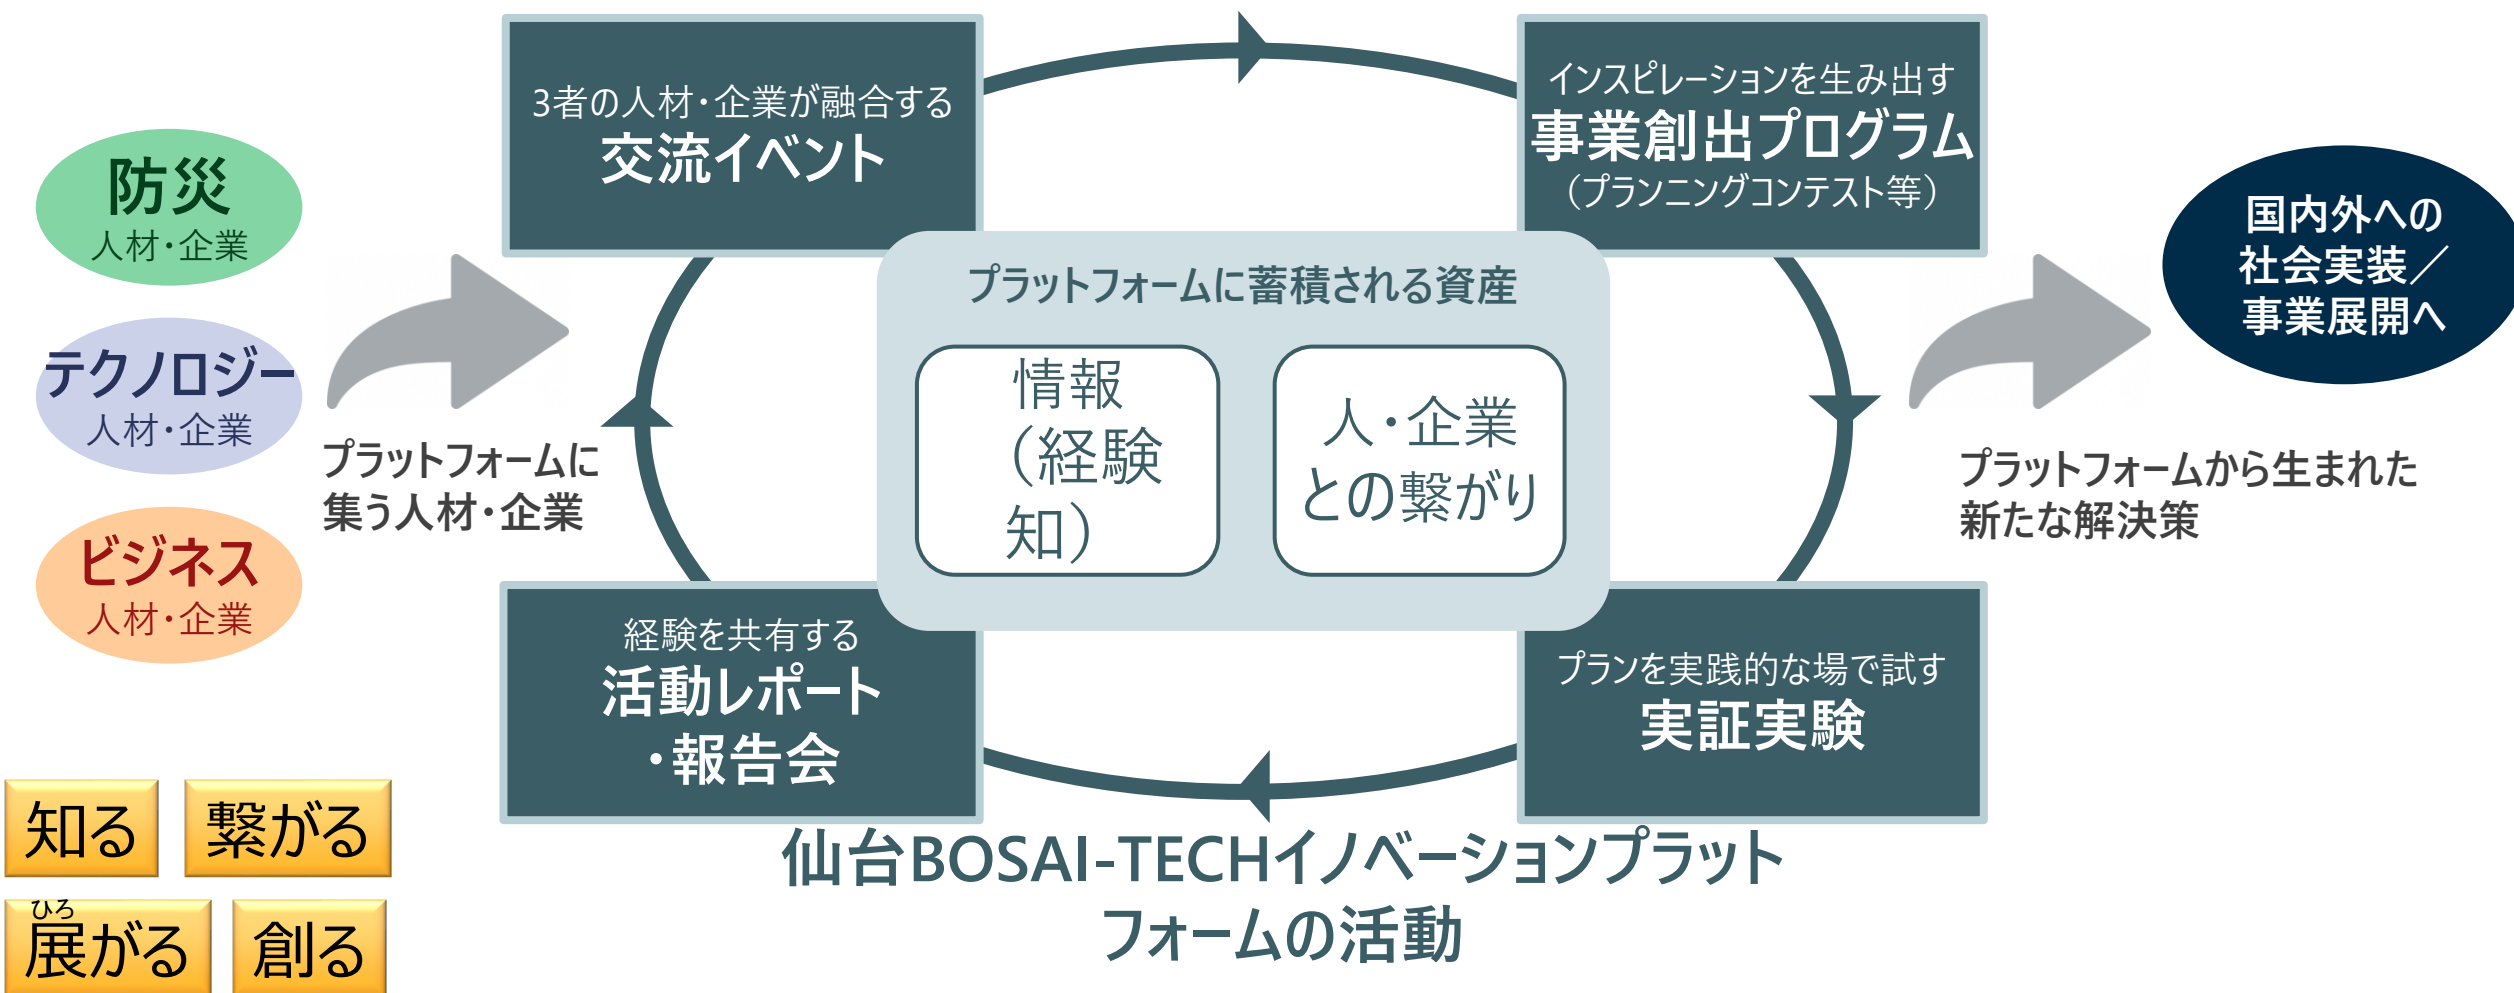 防災
人材・企業
テクノロジー
人材・企業
ビジネス
人材・企業
プラットフォームに
集う人材・企業
3者の人材・企業が融合する
交流イベント
インスピレーションを生み出す
事業創出プログラム
（プランニングコンテスト等）
プラットフォームに蓄積される資産
情報
（経験
知）
人・企業
との繋がり
経験を共有する
活動レポート
・報告会
プランを実践的な場で試す
実証実験
国内外への
社会実装／
事業展開へ
プラットフォームから生まれた
新たな解決策
仙台BOSAI-TECHイノベーションプラット
フォームの活動
知る
繋がる
ひろ
展がる
創る